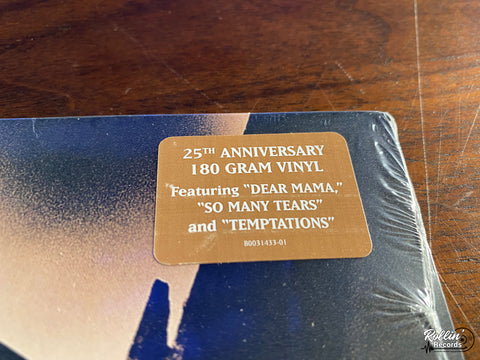 25TH ANNIVERSARY
180 GRAM VINYL
Featuring "DEAR MAMA,"
"SO MANY TEARS"
and "TEMPTATIONS"
B0031433-01
Rollin'
Records